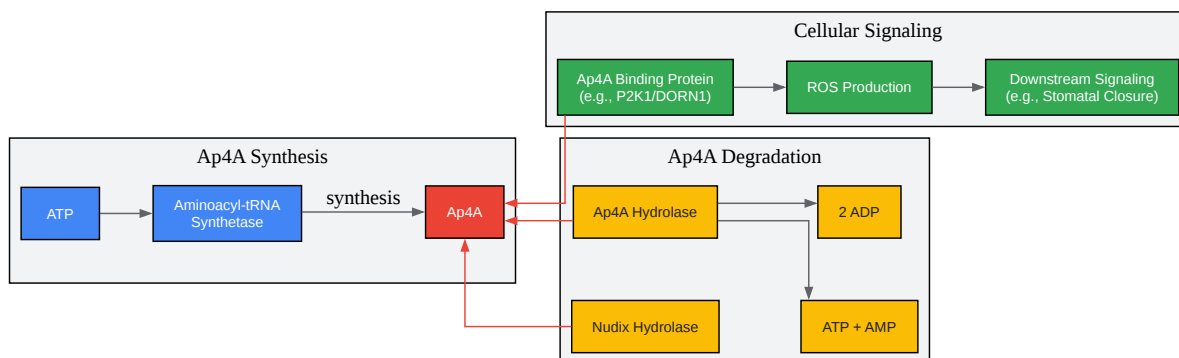 Cellular Signaling
Ap4A Binding Protein
(e.g., P2K1/DORN1)
ROS Production
Downstream Signaling
(e.g., Stomatal Closure)
Ap4A Synthesis
ATP
Aminoacyl-tRNA
Synthetase
synthesis
Ap4A
Ap4A Degradation
Ap4A Hydrolase
2 ADP
Nudix Hydrolase
ATP + AMP